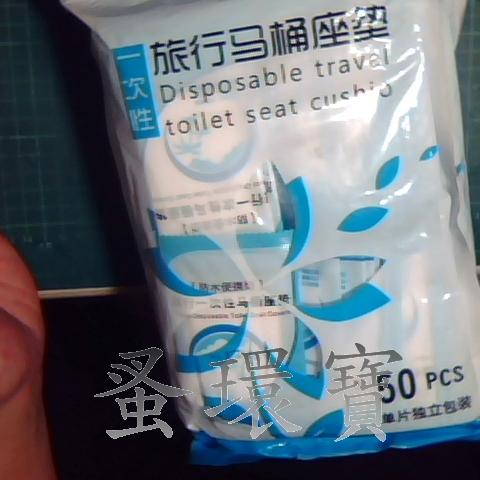 一次性
旅行马桶座垫
Disposable travel
toilet seat cushio
50 PCS
单片独立包装
蚤環寶